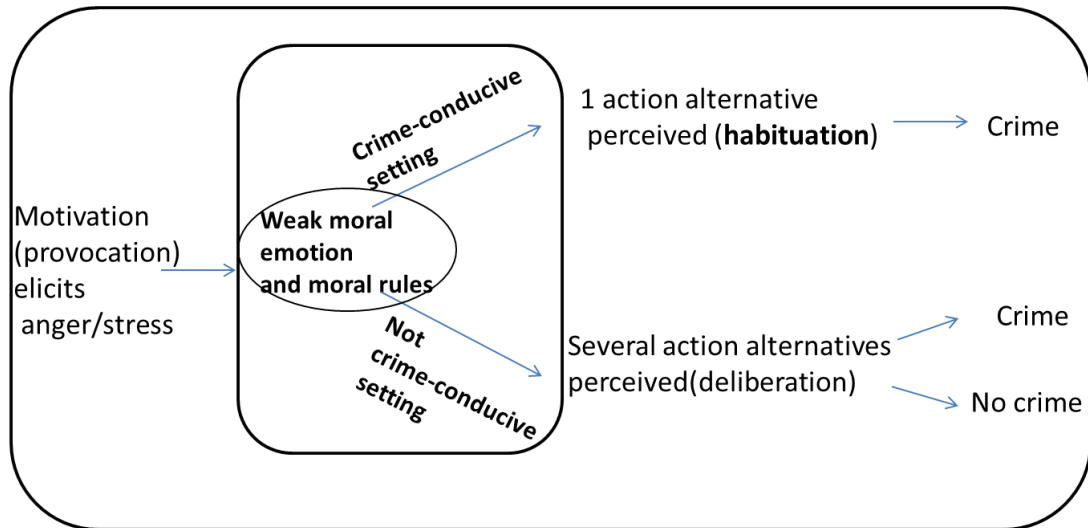 Motivation
(provocation)
elicits
anger/stress
Weak moral
emotion
and moral rules
Crime-conducive
setting
Not
crime-conducive
setting
1 action alternative
perceived (habituation)
Crime
Several action alternatives
perceived(deliberation)
Crime
No crime